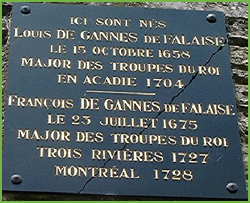 ICI SONT NÉS
LOUIS DE GANNES DE FALAISE
LE 15 OCTOBRE 1658
MAJOR DES TROUPES DU ROI
EN ACADIE 1704
FRANÇOIS DE GANNES DE FALAISE
LE 23 JUILLET 1675
MAJOR DES TROUPES DU ROI
TROIS RIVIÈRES 1727
MONTRÉAL 1728